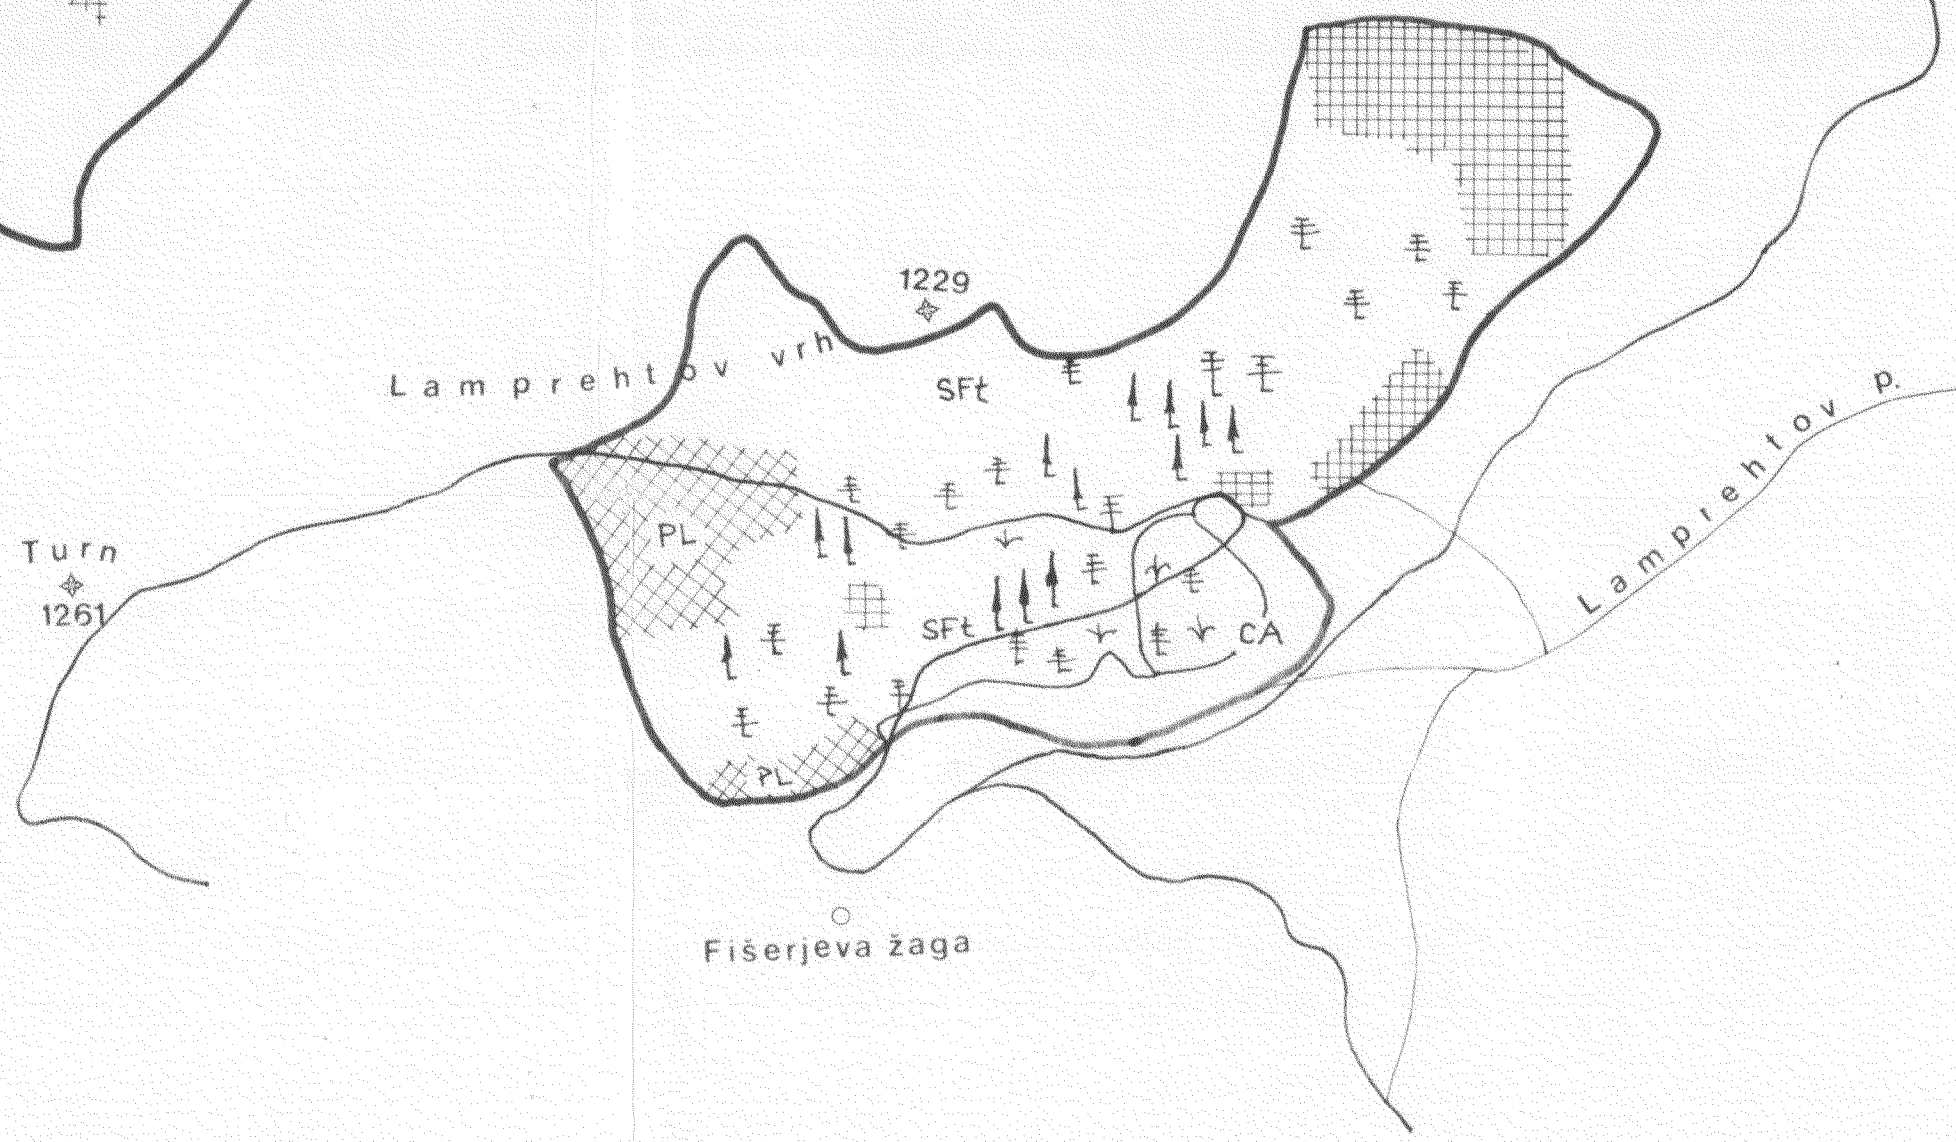 1229
Lamprehtov vrh
SFt
Lamprehtov p.
PL
Turn
1261
SFt
CA
PL
Fišerjeva žaga